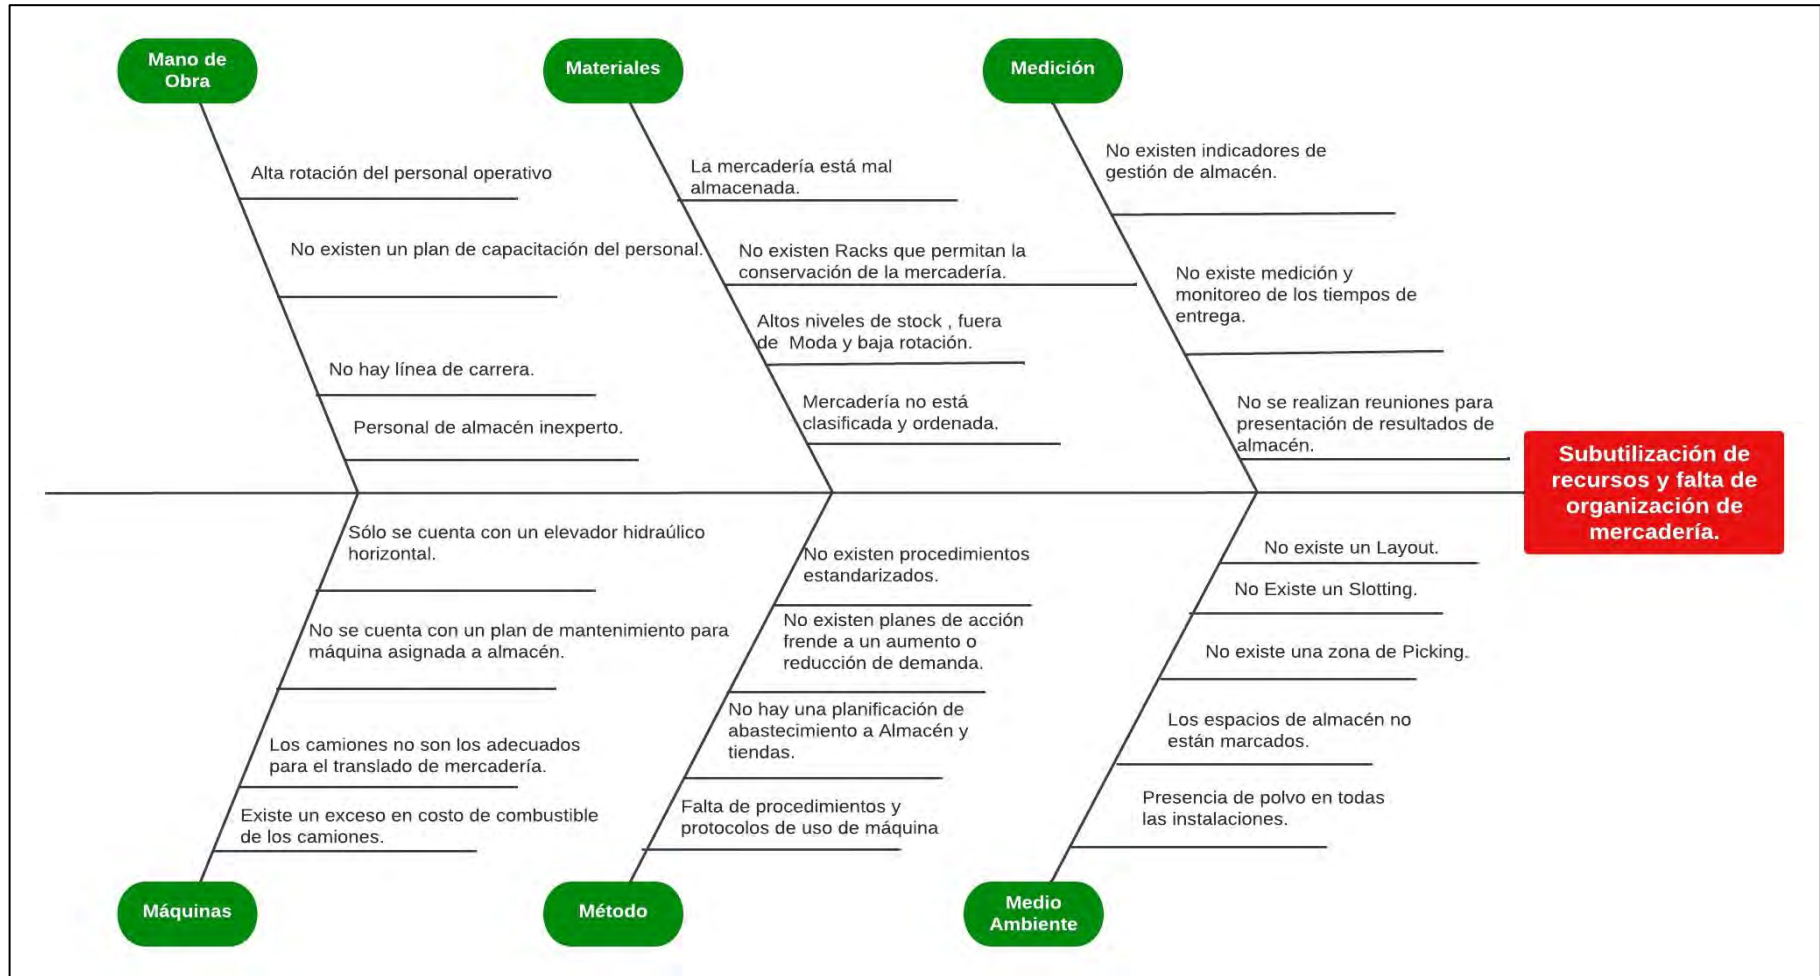 Mano de
Obra
Materiales
Medición
Alta rotación del personal operativo
No existen un plan de capacitación del personal.
No hay línea de carrera.
Personal de almacén inexperto.
La mercadería está mal
almacenada.
No existen Racks que permitan la
conservación de la mercadería.
Altos niveles de stock , fuera
de Moda y baja rotación.
Mercadería no está
clasificada y ordenada.
No existen indicadores de
gestión de almacén.
No existe medición y
monitoreo de los tiempos de
entrega.
No se realizan reuniones para
presentación de resultados de
almacén.
Subutilización de
recursos y falta de
organización de
mercadería.
Sólo se cuenta con un elevador hidraúlico
horizontal.
No se cuenta con un plan de mantenimiento para
máquina asignada a almacén.
Los camiones no son los adecuados
para el translado de mercadería.
Existe un exceso en costo de combustible
de los camiones.
No existen procedimientos
estandarizados.
No existen planes de acción
frende a un aumento o
reducción de demanda.
No hay una planificación de
abastecimiento a Almacén y
tiendas.
Falta de procedimientos y
protocolos de uso de máquina
No existe un Layout.
No Existe un Slotting.
No existe una zona de Picking.
Los espacios de almacén no
están marcados.
Presencia de polvo en todas
las instalaciones.
Máquinas
Método
Medio
Ambiente